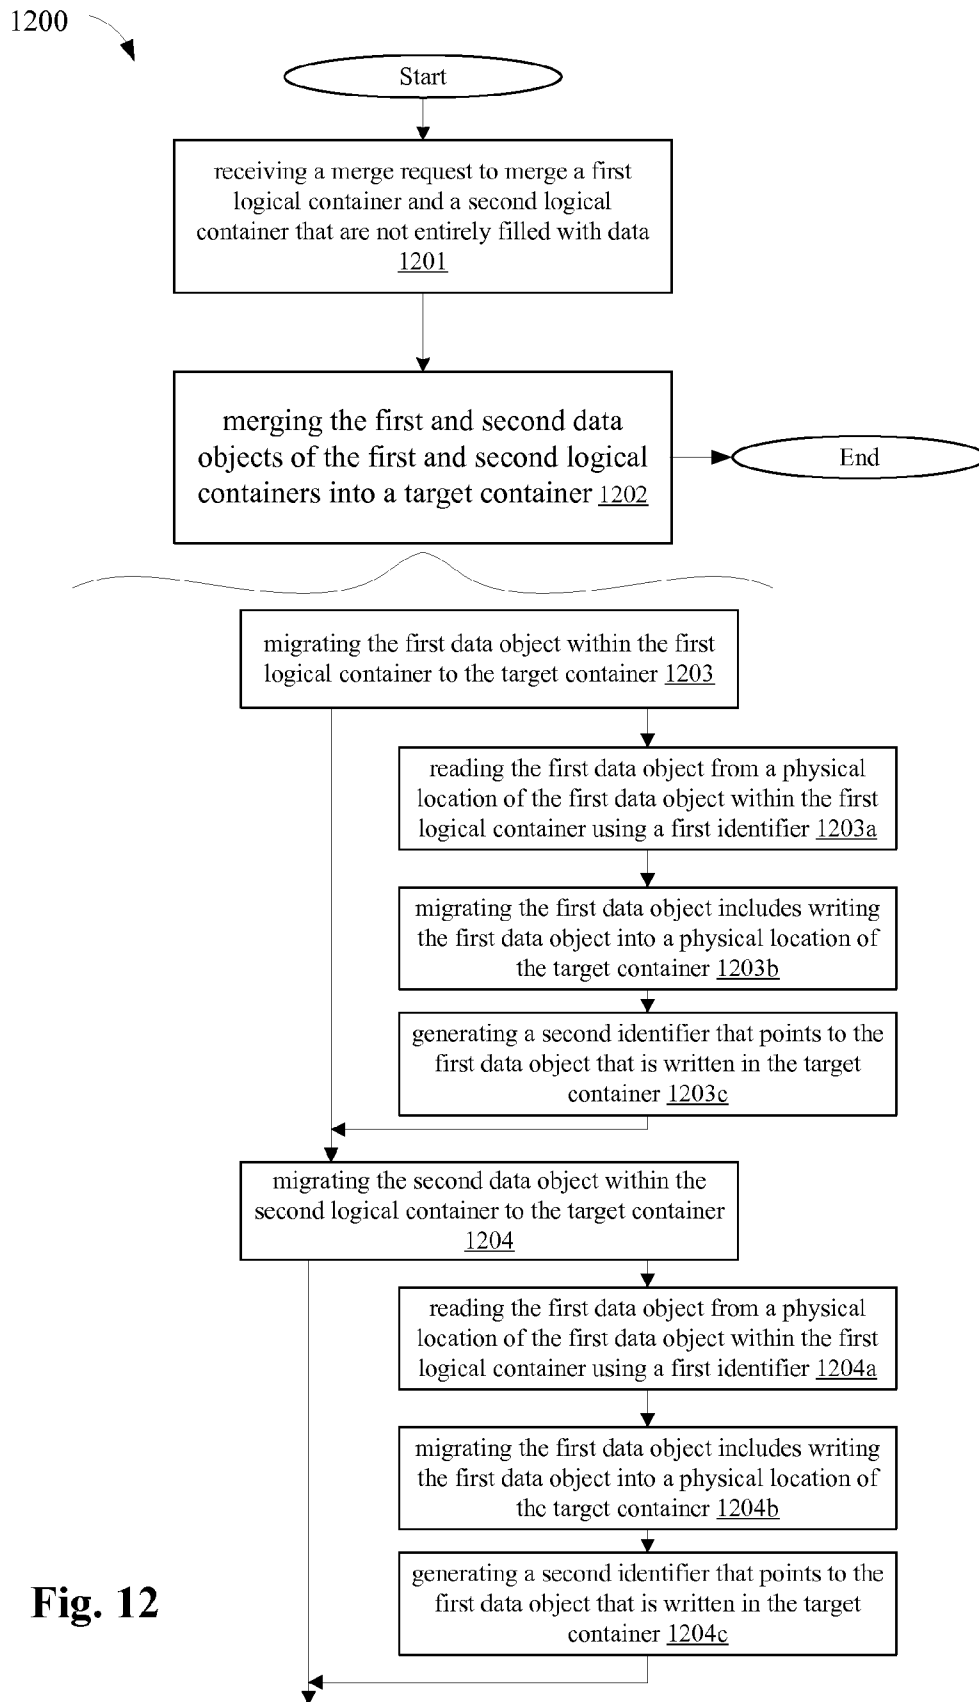 1200
Start
receiving a merge request to merge a first
logical container and a second logical
container that are not entirely filled with data
1201
merging the first and second data
objects of the first and second logical
containers into a target container 1202
End
migrating the first data object within the first
logical container to the target container 1203
reading the first data object from a physical
location of the first data object within the first
logical container using a first identifier 1203a
migrating the first data object includes writing
the first data object into a physical location of
the target container 1203b
generating a second identifier that points to the
first data object that is written in the target
container 1203c
migrating the second data object within the
second logical container to the target container
1204
reading the first data object from a physical
location of the first data object within the first
logical container using a first identifier 1204a
migrating the first data object includes writing
the first data object into a physical location of
the target container 1204b
generating a second identifier that points to the
first data object that is written in the target
container 1204c
Fig. 12